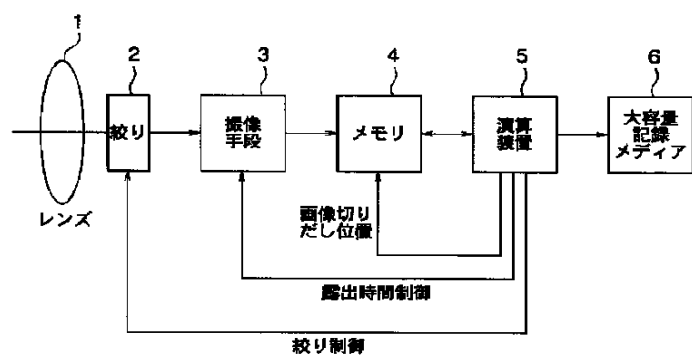 1
2
3
4
5
6
絞り
撮像
手段
メモリ
演算
装置
大容量
記録
メディア
レンズ
画像切り
だし位置
露出時間制御
絞り制御